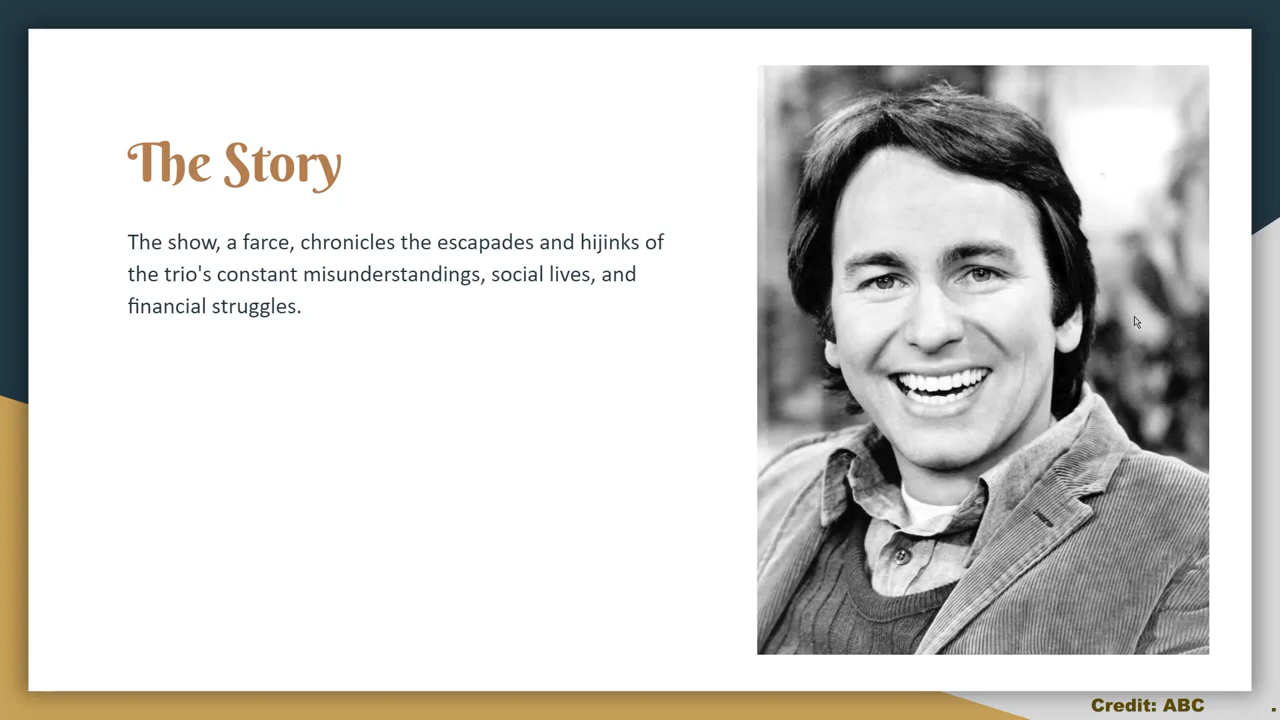 The Story
The show, a farce, chronicles the escapades and hijinks of
the trio's constant misunderstandings, social lives, and
financial struggles.
Credit: ABC .